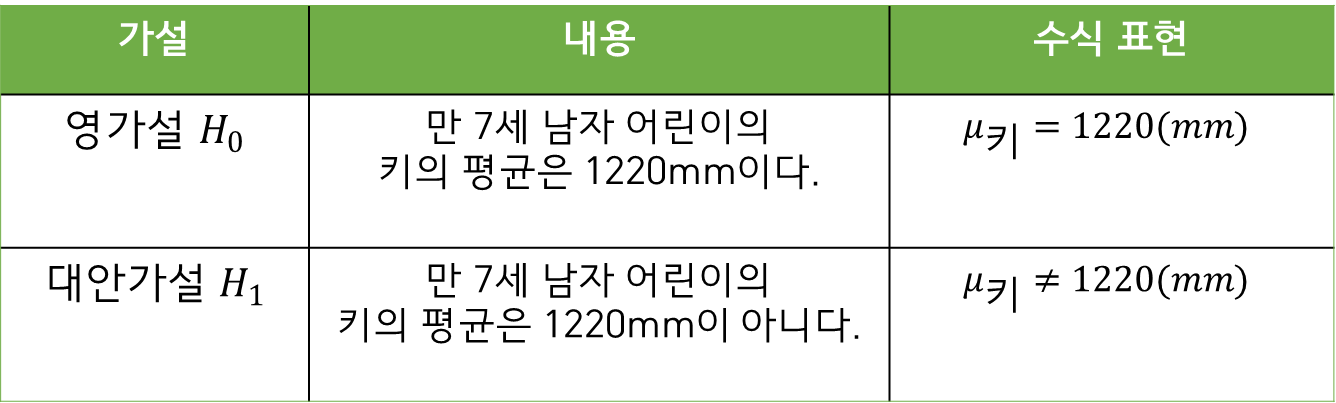 가설 내용 수식 표현
영가설 H₀
만 7세 남자 어린이의
키의 평균은 1220mm이다.
μ키 = 1220(mm)
대안가설 H₁
만 7세 남자 어린이의
키의 평균은 1220mm이 아니다.
μ키 ≠ 1220(mm)